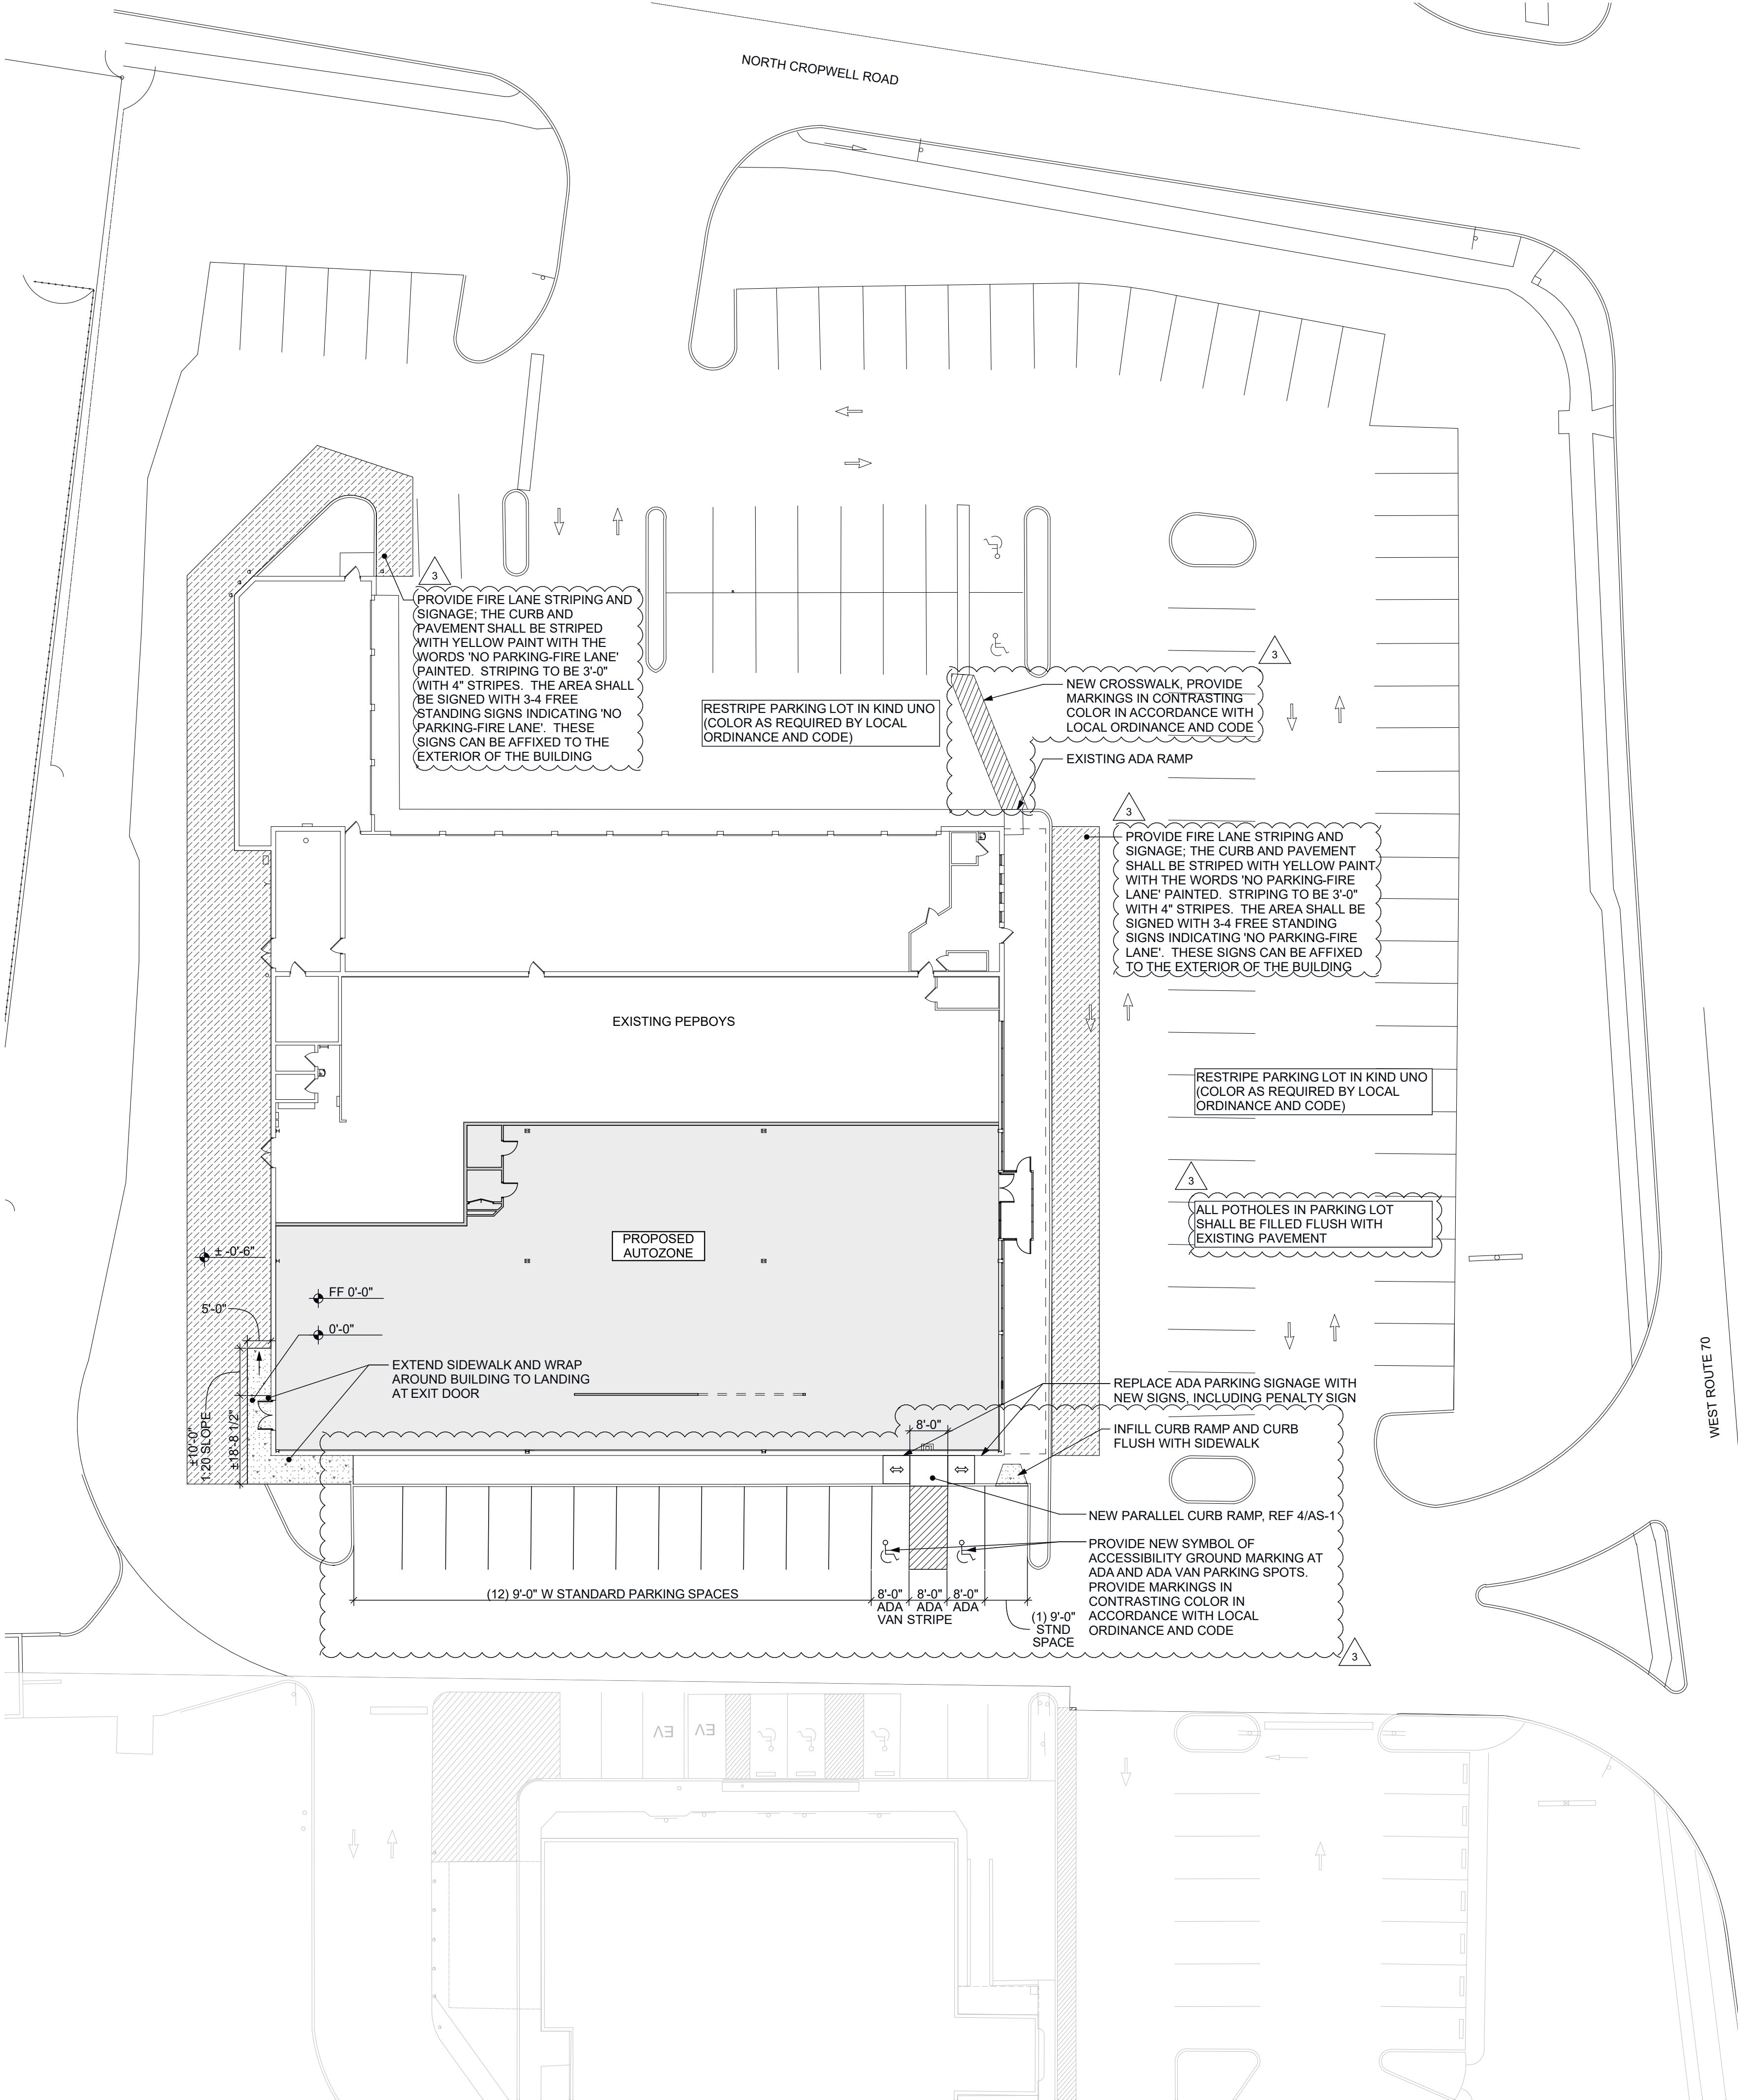 NORTH CROPWELL ROAD
3
PROVIDE FIRE LANE STRIPING AND
SIGNAGE; THE CURB AND
PAVEMENT SHALL BE STRIPED
WITH YELLOW PAINT WITH THE
WORDS 'NO PARKING-FIRE LANE'
PAINTED. STRIPING TO BE 3'-0"
WITH 4" STRIPES. THE AREA SHALL
BE SIGNED WITH 3-4 FREE
STANDING SIGNS INDICATING 'NO
PARKING-FIRE LANE'. THESE
SIGNS CAN BE AFFIXED TO THE
EXTERIOR OF THE BUILDING
RESTRIPE PARKING LOT IN KIND UNO
(COLOR AS REQUIRED BY LOCAL
ORDINANCE AND CODE)
3
NEW CROSSWALK, PROVIDE
MARKINGS IN CONTRASTING
COLOR IN ACCORDANCE WITH
LOCAL ORDINANCE AND CODE
EXISTING ADA RAMP
3
PROVIDE FIRE LANE STRIPING AND
SIGNAGE; THE CURB AND PAVEMENT
SHALL BE STRIPED WITH YELLOW PAINT
WITH THE WORDS 'NO PARKING-FIRE
LANE' PAINTED. STRIPING TO BE 3'-0"
WITH 4" STRIPES. THE AREA SHALL BE
SIGNED WITH 3-4 FREE STANDING
SIGNS INDICATING 'NO PARKING-FIRE
LANE'. THESE SIGNS CAN BE AFFIXED
TO THE EXTERIOR OF THE BUILDING
EXISTING PEPBOYS
RESTRIPE PARKING LOT IN KIND UNO
(COLOR AS REQUIRED BY LOCAL
ORDINANCE AND CODE)
3
ALL POTHOLES IN PARKING LOT
SHALL BE FILLED FLUSH WITH
EXISTING PAVEMENT
PROPOSED
AUTOZONE
± -0'-6"
FF 0'-0"
5'-0"
0'-0"
EXTEND SIDEWALK AND WRAP
AROUND BUILDING TO LANDING
AT EXIT DOOR
±10'-0"
1:20 SLOPE
±18'-8 1/2"
WEST ROUTE 70
REPLACE ADA PARKING SIGNAGE WITH
NEW SIGNS, INCLUDING PENALTY SIGN
8'-0"
INFILL CURB RAMP AND CURB
FLUSH WITH SIDEWALK
NEW PARALLEL CURB RAMP, REF 4/AS-1
PROVIDE NEW SYMBOL OF
ACCESSIBILITY GROUND MARKING AT
ADA AND ADA VAN PARKING SPOTS.
PROVIDE MARKINGS IN
CONTRASTING COLOR IN
ACCORDANCE WITH LOCAL
ORDINANCE AND CODE
(12) 9'-0" W STANDARD PARKING SPACES
8'-0"
ADA
VAN
8'-0"
ADA
STRIPE
8'-0"
ADA
(1) 9'-0"
STND
SPACE
3
EV
EV